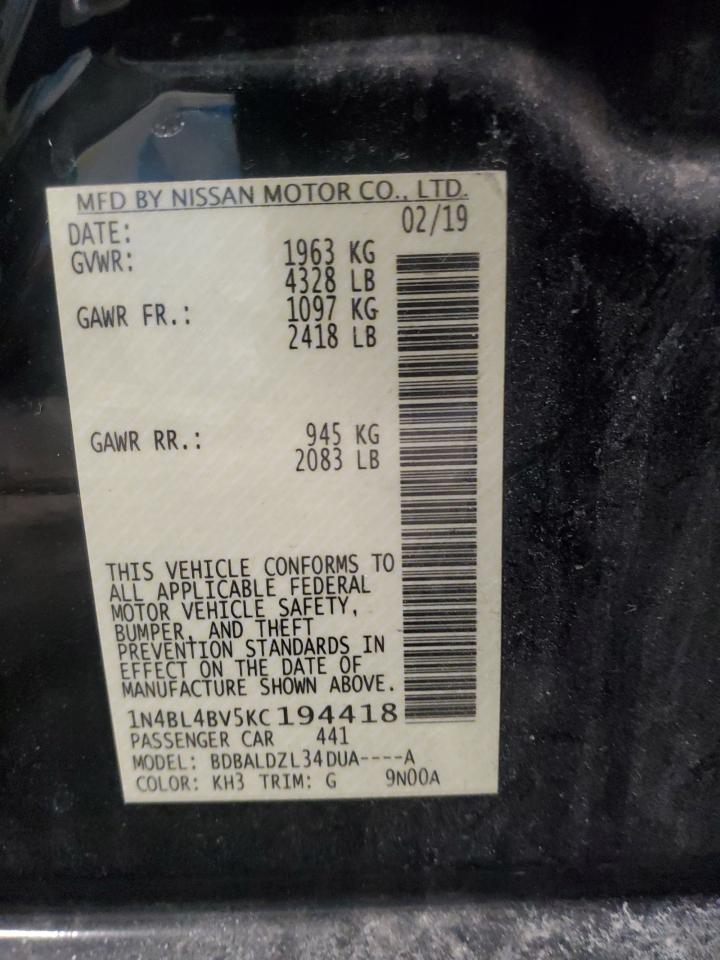 MFD BY NISSAN MOTOR CO., LTD.
DATE: 02/19
GVWR: 1963 KG
4328 LB
GAWR FR.: 1097 KG
2418 LB
GAWR RR.: 945 KG
2083 LB
THIS VEHICLE CONFORMS TO
ALL APPLICABLE FEDERAL
MOTOR VEHICLE SAFETY,
BUMPER, AND THEFT
PREVENTION STANDARDS IN
EFFECT ON THE DATE OF
MANUFACTURE SHOWN ABOVE.
1N4BL4BV5KC194418
PASSENGER CAR 441
MODEL: BDBALDZL34DUA----A
COLOR: KH3 TRIM: G 9N00A